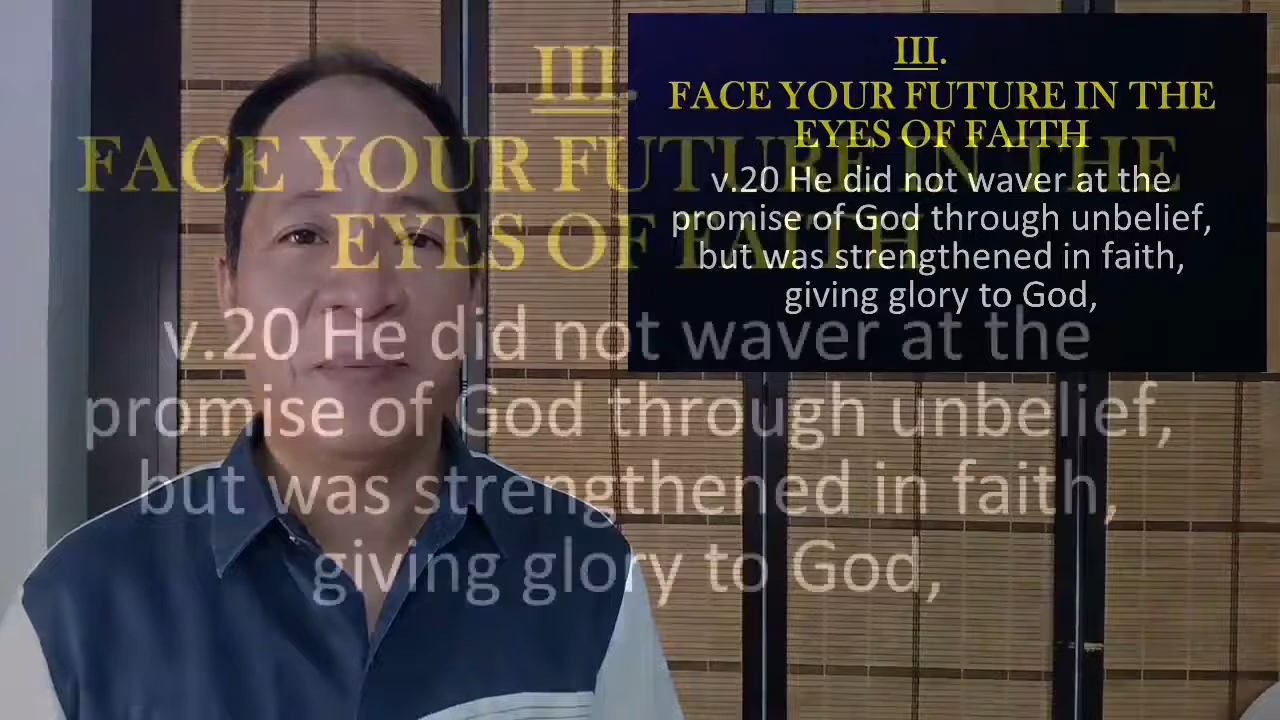 III.
FACE YOUR FUTURE IN THE
EYES OF FAITH
v.20 He did not waver at the
promise of God through unbelief,
but was strengthened in faith,
giving glory to God,
III.
FACE YOUR FUTURE IN THE
EYES OF FAITH
v.20 He did not waver at the
promise of God through unbelief,
but was strengthened in faith,
giving glory to God,